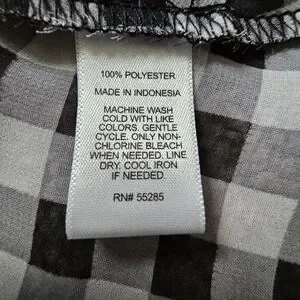 100% POLYESTER
MADE IN INDONESIA
MACHINE WASH
COLD WITH LIKE
COLORS. GENTLE
CYCLE. ONLY NON-
CHLORINE BLEACH
WHEN NEEDED. LINE
DRY. COOL IRON
IF NEEDED.
RN# 55285